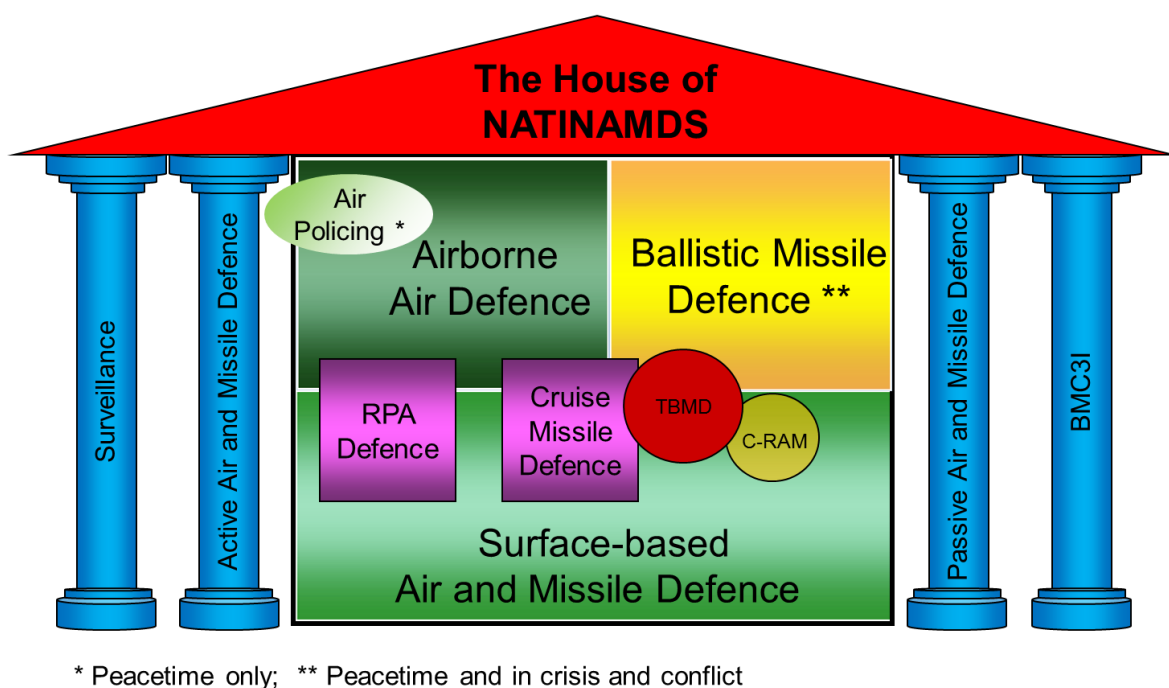 The House of
NATINAMDS
Surveillance
Active Air and Missile Defence
Air
Policing *
Airborne
Air Defence
Ballistic Missile
Defence **
RPA
Defence
Cruise
Missile
Defence
TBMD
C-RAM
Surface-based
Air and Missile Defence
Passive Air and Missile Defence
BMC3I
* Peacetime only;   ** Peacetime and in crisis and conflict